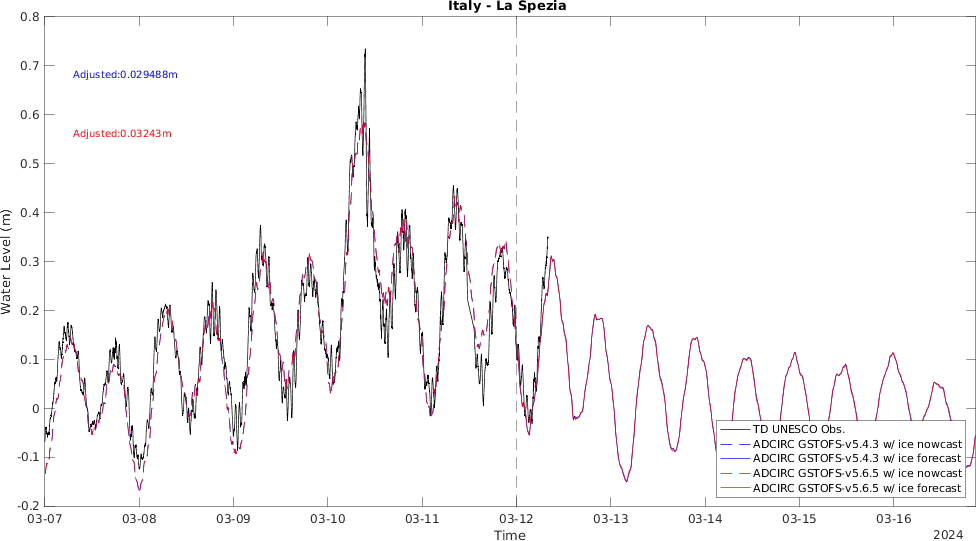 Italy - La Spezia
0.8
0.7
0.6
0.5
0.4
0.3
0.2
0.1
0
-0.1
-0.2
Water Level (m)
Adjusted:0.029488m
Adjusted:0.03243m
TD UNESCO Obs.
ADCIRC GSTOFS-v5.4.3 w/ ice nowcast
ADCIRC GSTOFS-v5.4.3 w/ ice forecast
ADCIRC GSTOFS-v5.6.5 w/ ice nowcast
ADCIRC GSTOFS-v5.6.5 w/ ice forecast
03-07 03-08 03-09 03-10 03-11 03-12 03-13 03-14 03-15 03-16
Time
2024